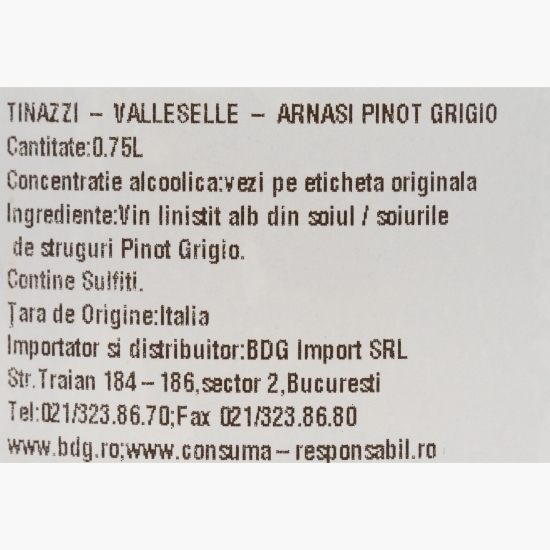 TINAZZI – VALLESELLE – ARNASI PINOT GRIGIO
Cantitate:0.75L
Concentratie alcoolica:vezi pe eticheta originala
Ingrediente:Vin linistit alb din soiul / soiurile
de struguri Pinot Grigio.
Contine Sulfiti.
Ţara de Origine:Italia
Importator si distribuitor:BDG Import SRL
Str.Traian 184–186,sector 2,Bucuresti
Tel:021/323.86.70;Fax 021/323.86.80
www.bdg.ro;www.consuma–responsabil.ro